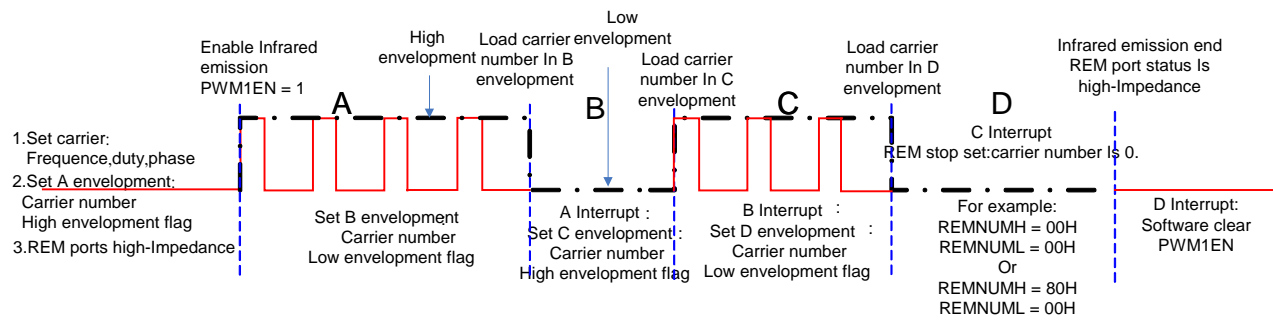 1.Set carrier:
Frequence,duty,phase
2.Set A envelopment:
Carrier number
High envelopment flag
3.REM ports high-Impedance
Enable Infrared
emission
PWM1EN = 1
A
High
envelopment
Set B envelopment:
Carrier number
Low envelopment flag
Load carrier
number In B
envelopment
Low
envelopment
B
A Interrupt:
Set C envelopment:
Carrier number
High envelopment flag
Load carrier
number In C
envelopment
C
B Interrupt:
Set D envelopment:
Carrier number
Low envelopment flag
Load carrier
number In D
envelopment
D
C Interrupt
REM stop set:carrier number Is 0.
For example:
REMNUMH = 00H
REMNUML = 00H
Or
REMNUMH = 80H
REMNUML = 00H
Infrared emission end
REM port status Is
high-Impedance
D Interrupt:
Software clear
PWM1EN